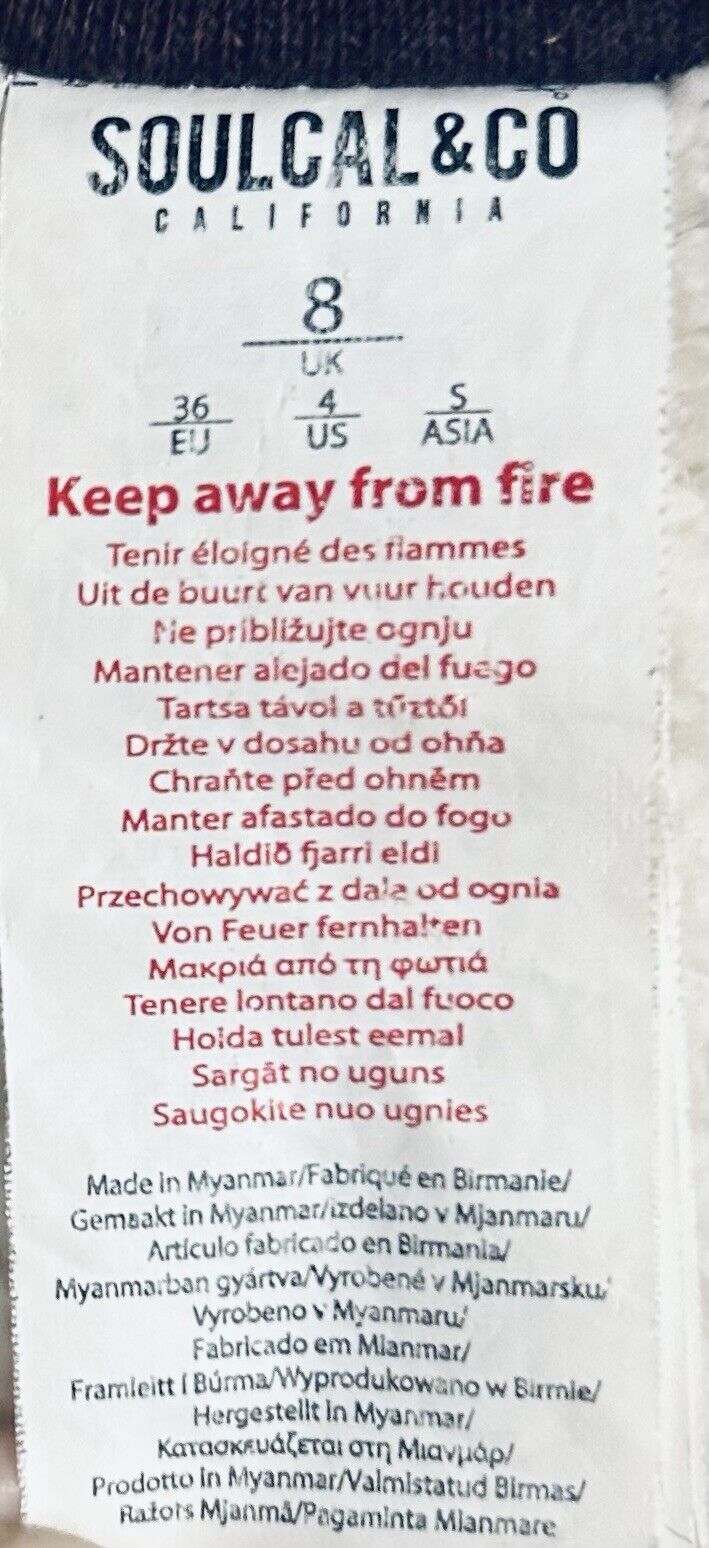 SOULCAL&CO
CALIFORNIA
8
UK
36 4 S
EU US ASIA
Keep away from fire
Tenir éloigné des flammes
Uit de buurt van vuur houden
Ne približujte ognju
Mantener alejado del fuego
Tartsa távol a tűztől
Držte v dosahu od ohňa
Chraňte před ohněm
Manter afastado do fogo
Haldið fjarri eldi
Przechowywać z dala od ognia
Von Feuer fernhalten
Μακριά από τη φωτιά
Tenere lontano dal fuoco
Hoida tulest eemal
Sargāt no uguns
Saugokite nuo ugnies
Made in Myanmar/Fabriqué en Birmanie/
Gemaakt in Myanmar/izdelano v Mjanmaru/
Artículo fabricado en Birmania/
Myanmarban gyártva/Vyrobené v Mjanmarsku/
Vyrobeno v Myanmaru/
Fabricado em Mianmar/
Framleitt í Búrma/Wyprodukowano w Birmie/
Hergestellt in Myanmar/
Κατασκευάζεται στη Μιανμάρ/
Prodotto in Myanmar/Valmistatud Birmas/
Ražots Mjanmā/Pagaminta Mianmare